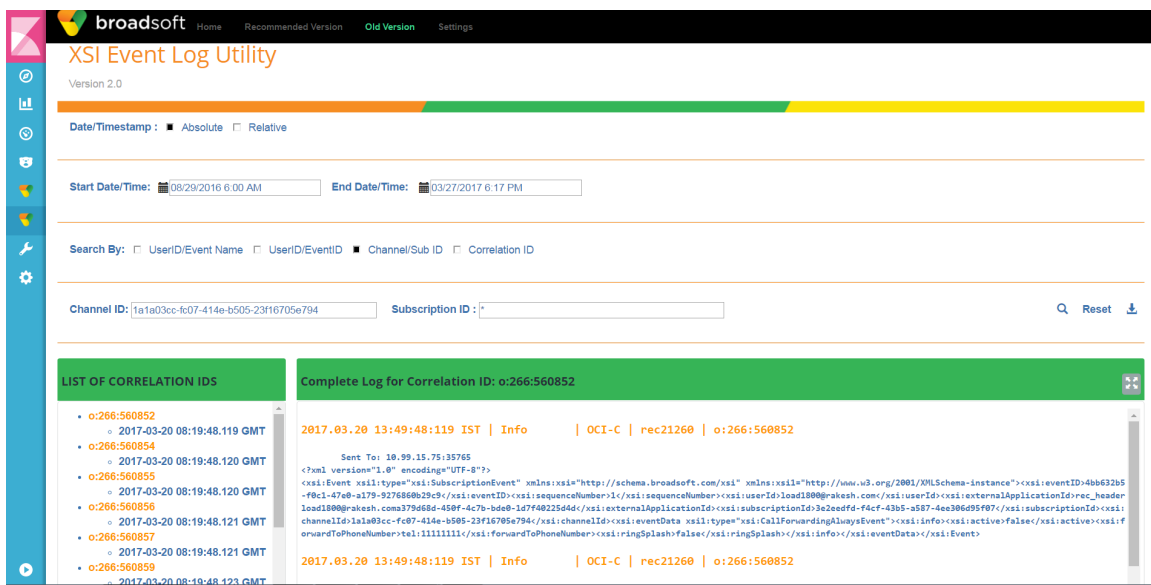 broadsoft Home Recommended Version Old Version Settings
XSI Event Log Utility
Version 2.0
Date/Timestamp : Absolute Relative
Start Date/Time: 08/29/2016 6:00 AM End Date/Time: 03/27/2017 6:17 PM
Search By: UserID/Event Name UserID/EventID Channel/Sub ID Correlation ID
Channel ID: 1a1a03cc-fc07-414e-b505-23f16705e794 Subscription ID : * Reset
LIST OF CORRELATION IDS
o:266:560852
2017-03-20 08:19:48.119 GMT
o:266:560854
2017-03-20 08:19:48.120 GMT
o:266:560855
2017-03-20 08:19:48.120 GMT
o:266:560856
2017-03-20 08:19:48.121 GMT
o:266:560857
2017-03-20 08:19:48.121 GMT
o:266:560859
2017-03-20 08:19:48.123 GMT
Complete Log for Correlation ID: o:266:560852
2017.03.20 13:49:48:119 IST | Info | OCI-C | rec21260 | o:266:560852
Sent To: 10.99.15.75:35765
<?xml version="1.0" encoding="UTF-8"?>
<xsi:Event xsi1:type="xsi:SubscriptionEvent" xmlns:xsi="http://schema.broadsoft.com/xsi" xmlns:xsi1="http://www.w3.org/2001/XMLSchema-instance"><xsi:eventID>4bb632b5
-f0c1-47e0-a179-9276860b29c9</xsi:eventID><xsi:sequenceNumber>1</xsi:sequenceNumber><xsi:userId>load1800@rakesh.com</xsi:userId><xsi:externalApplicationId>rec_header
load1800@rakesh.coma379d68d-450f-4c7b-bde0-1d7f40225d4d</xsi:externalApplicationId><xsi:subscriptionId>3e2eedfd-f4cf-43b5-a587-4ee306d95f07</xsi:subscriptionId><xsi:
channelId>1a1a03cc-fc07-414e-b505-23f16705e794</xsi:channelId><xsi:eventData xsi1:type="xsi:CallForwardingAlwaysEvent"><xsi:info><xsi:active>false</xsi:active><xsi:f
orwardToPhoneNumber>tel:11111111</xsi:forwardToPhoneNumber><xsi:ringSplash>false</xsi:ringSplash></xsi:info></xsi:eventData></xsi:Event>
2017.03.20 13:49:48:119 IST | Info | OCI-C | rec21260 | o:266:560852